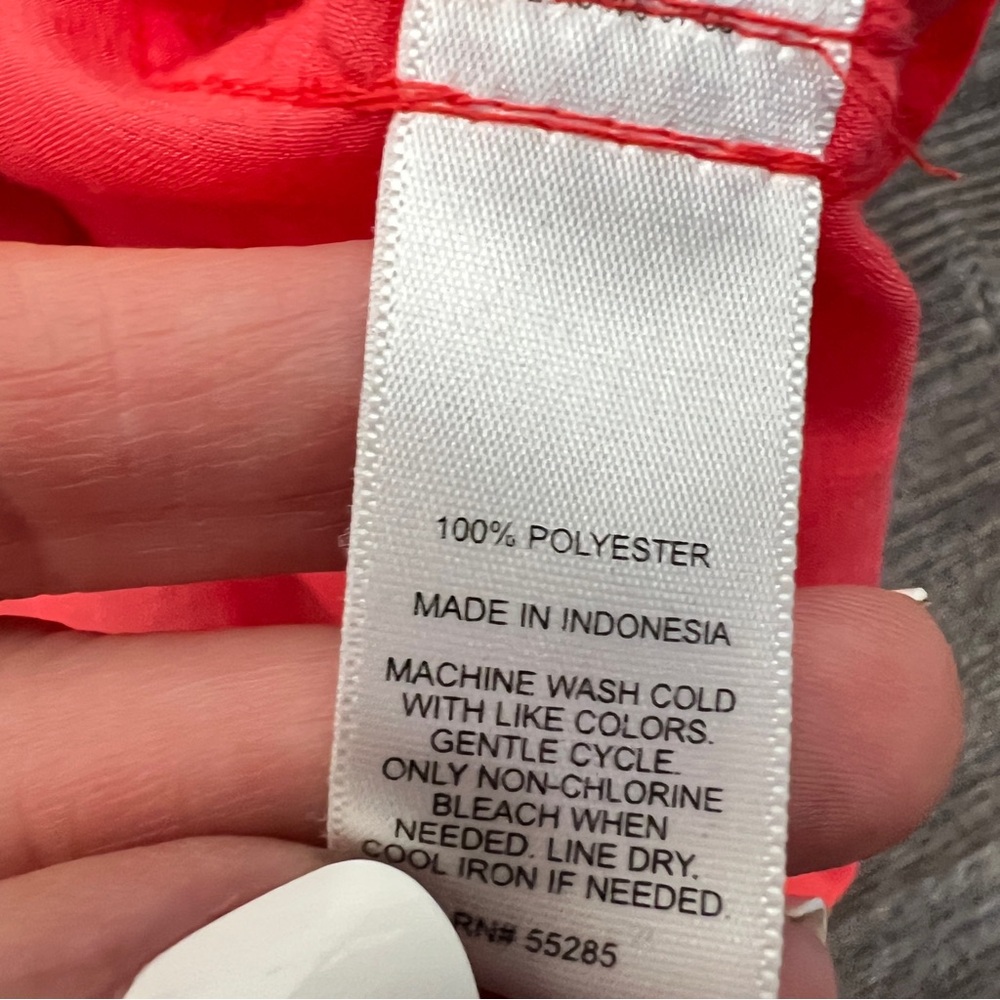 100% POLYESTER
MADE IN INDONESIA
MACHINE WASH COLD
WITH LIKE COLORS.
GENTLE CYCLE.
ONLY NON-CHLORINE
BLEACH WHEN
NEEDED. LINE DRY.
COOL IRON IF NEEDED.
RN# 55285